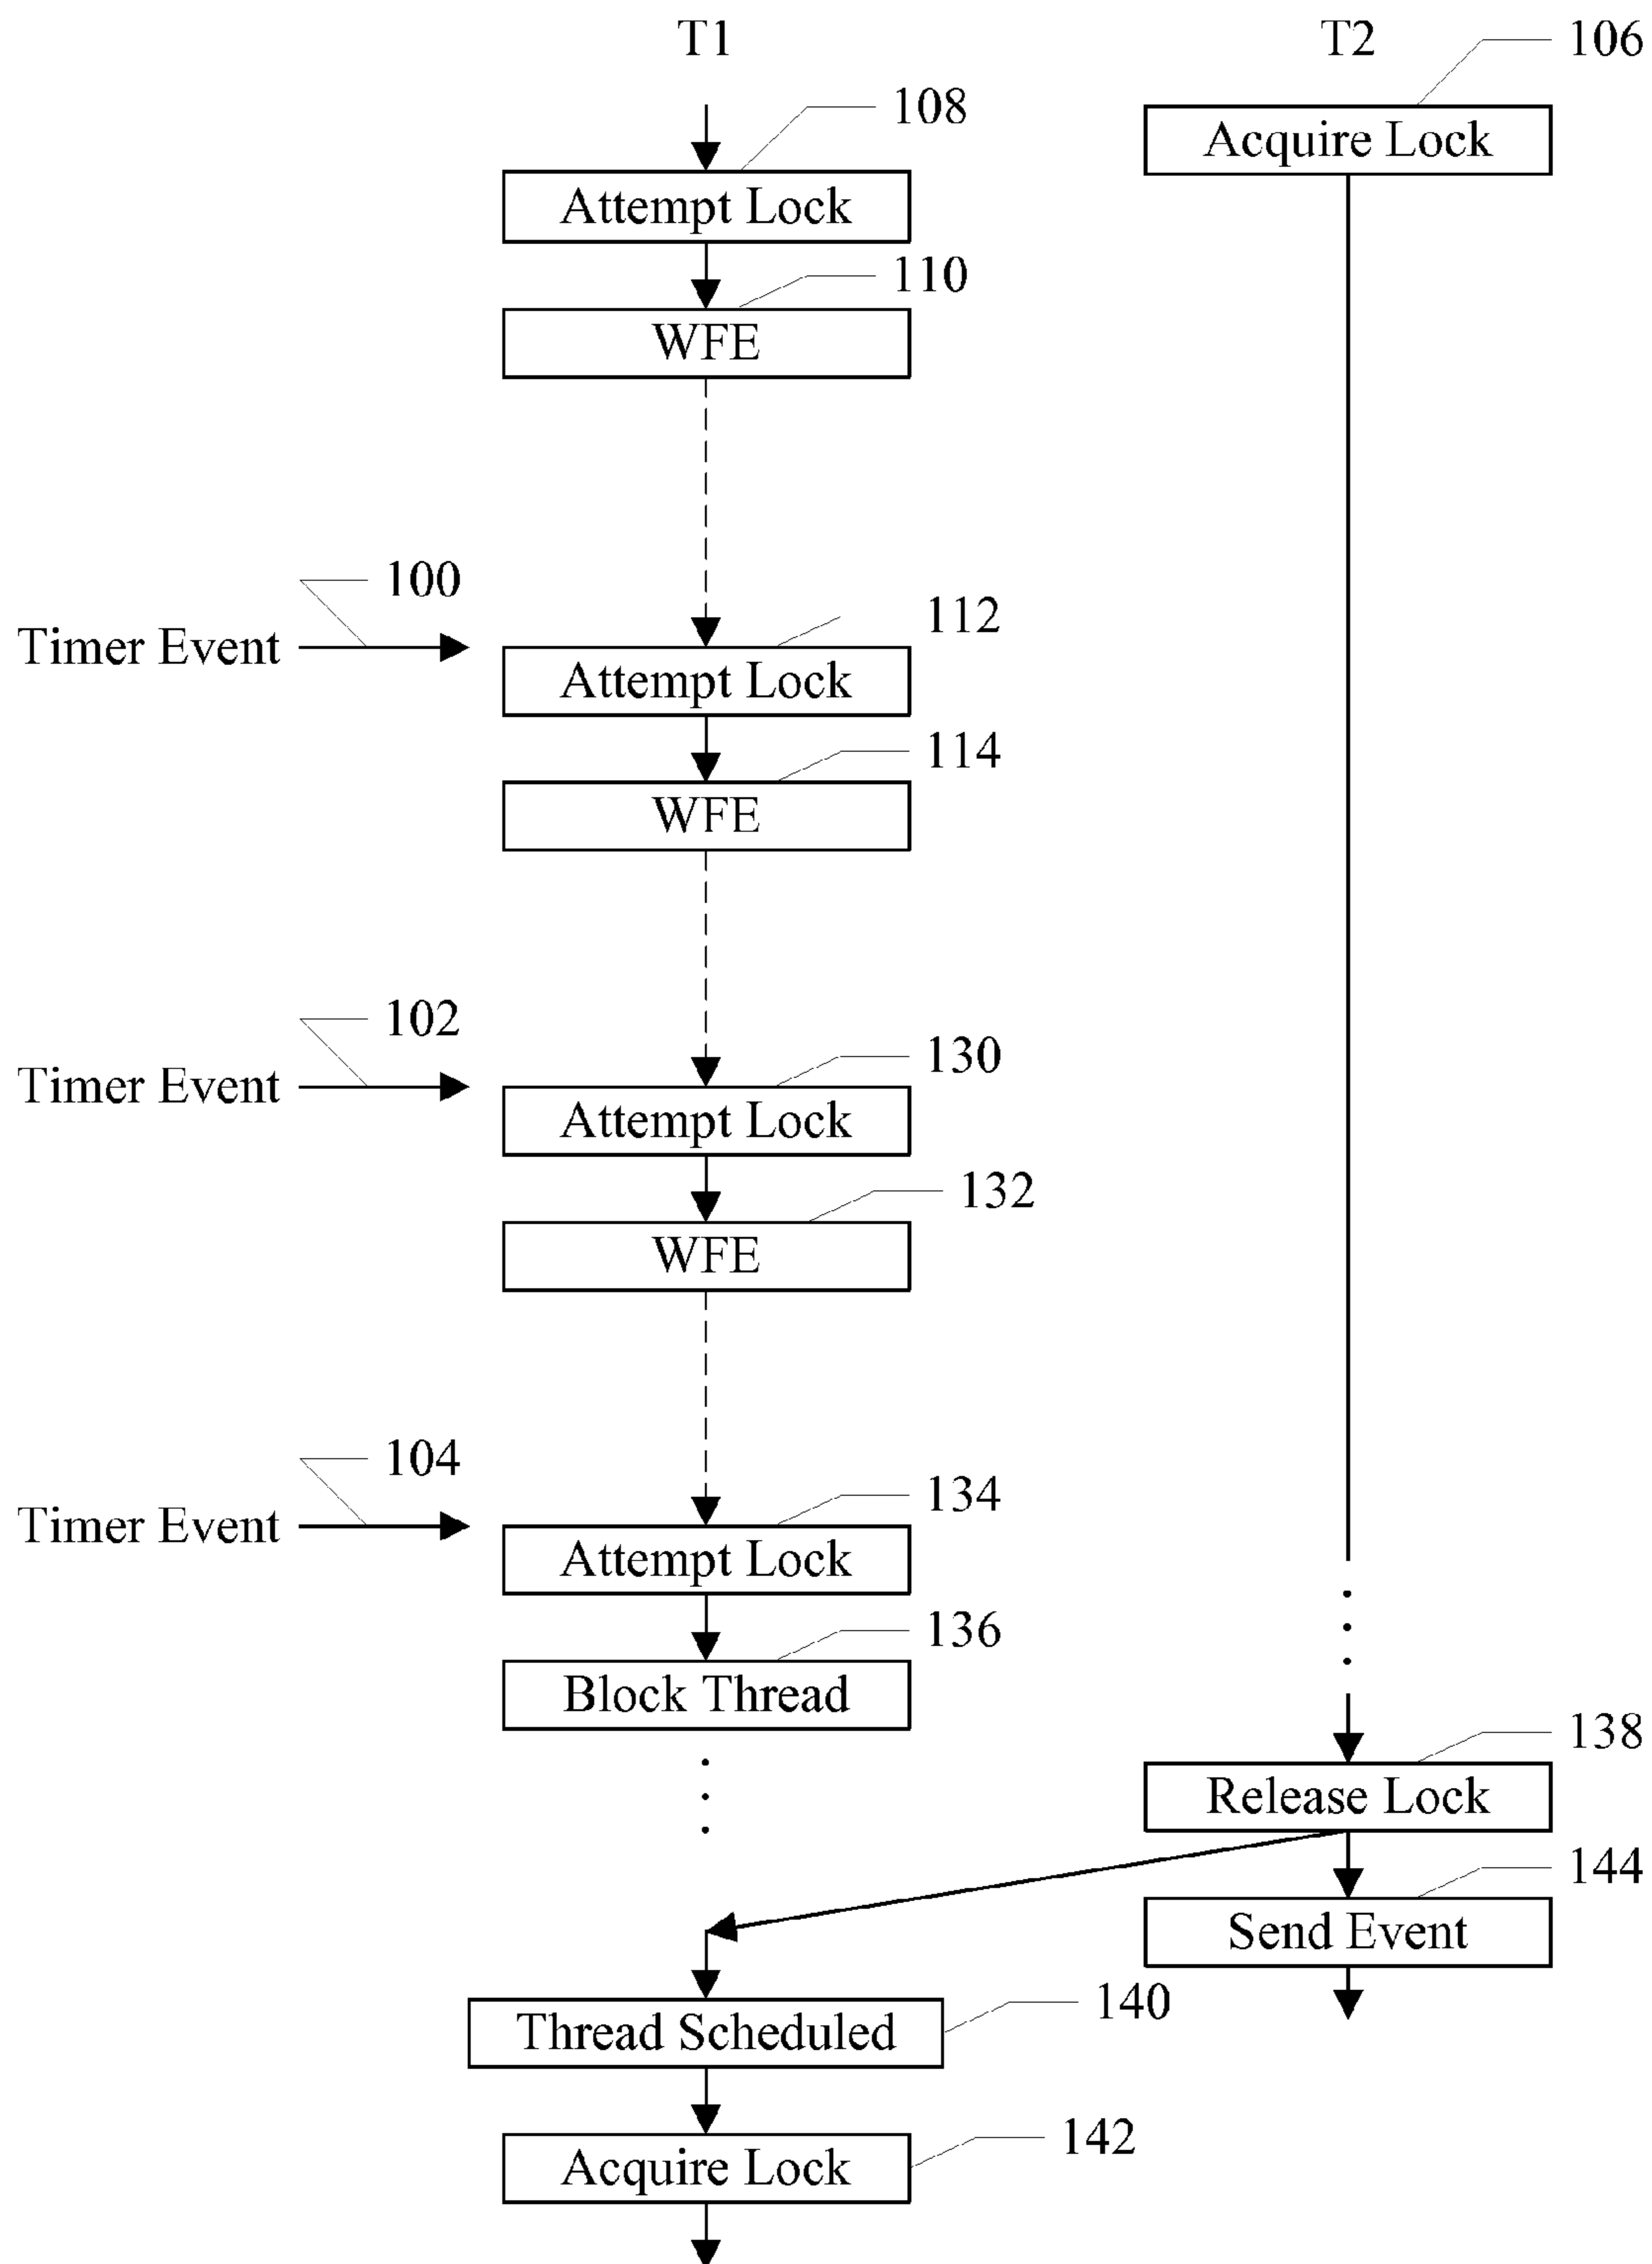 T1
T2
106
108
Acquire Lock
Attempt Lock
110
WFE
100
112
Timer Event
Attempt Lock
114
WFE
102
130
Timer Event
Attempt Lock
132
WFE
104
134
Timer Event
Attempt Lock
136
Block Thread
138
Release Lock
144
Send Event
140
Thread Scheduled
142
Acquire Lock